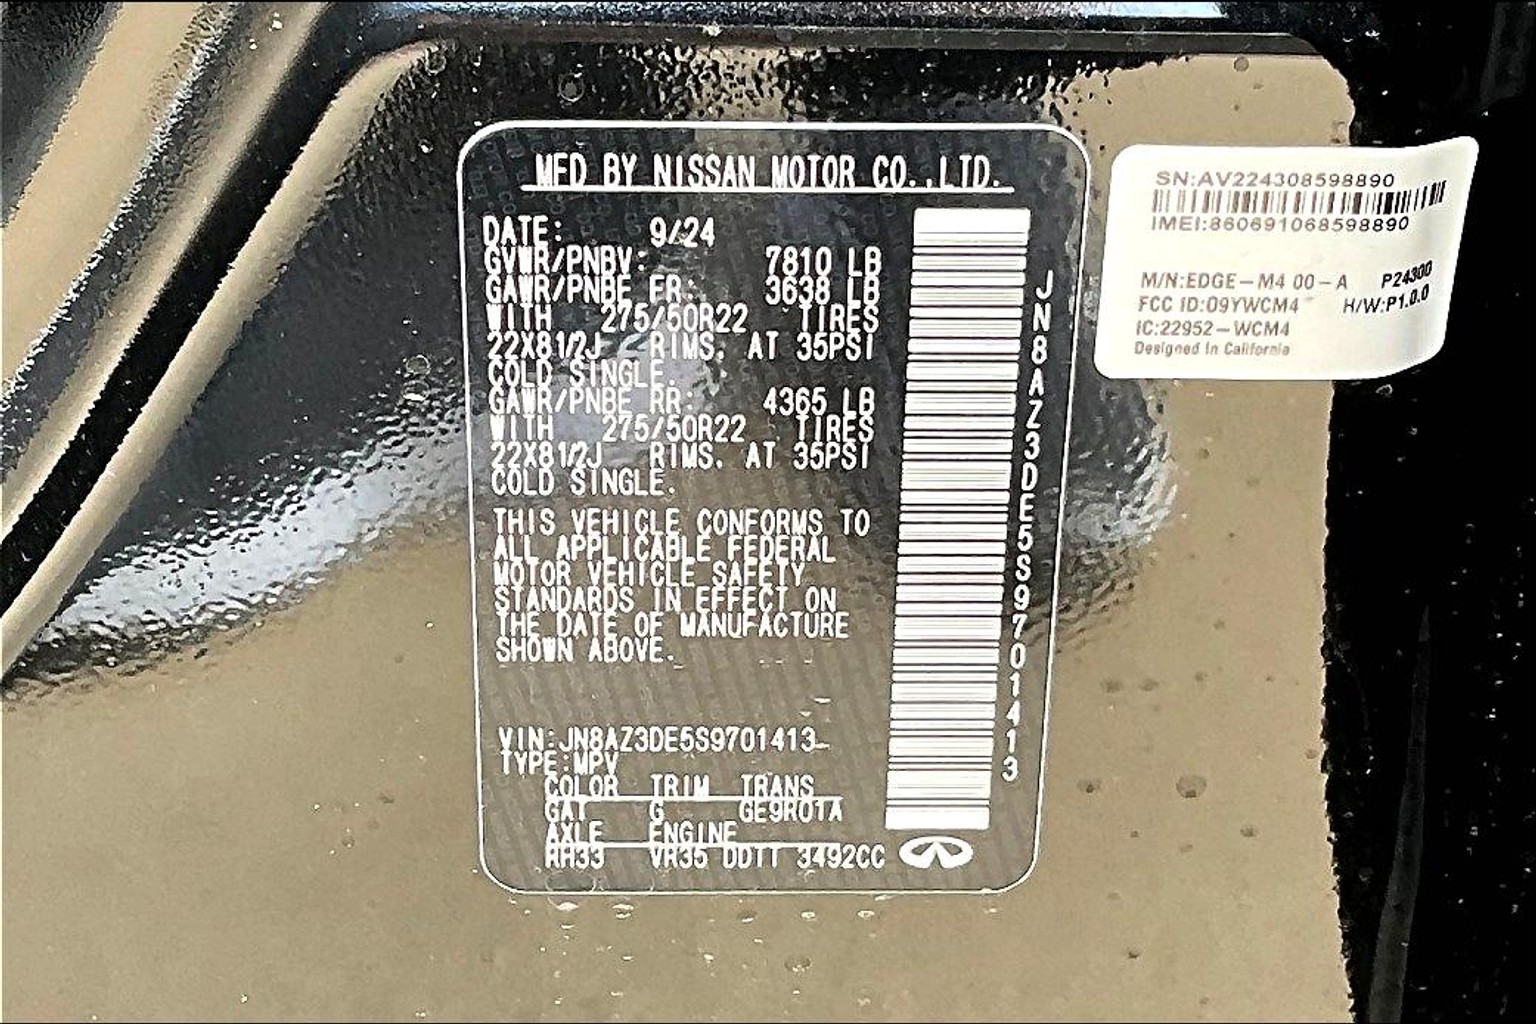 MFD BY NISSAN MOTOR CO.,LTD.
DATE: 9/24
GVWR/PNBV: 7810 LB
GAWR/PNBE FR: 3638 LB
WITH 275/50R22 TIRES
22X81/2J RIMS, AT 35PSI
COLD SINGLE.
GAWR/PNBE RR: 4365 LB
WITH 275/50R22 TIRES
22X81/2J RIMS, AT 35PSI
COLD SINGLE.
THIS VEHICLE CONFORMS TO
ALL APPLICABLE FEDERAL
MOTOR VEHICLE SAFETY
STANDARDS IN EFFECT ON
THE DATE OF MANUFACTURE
SHOWN ABOVE.
VIN:JN8AZ3DE5S9701413
TYPE:MPV
COLOR TRIM TRANS
GAT G GE9R01A
AXLE ENGINE
RH33 VR35 DDTT 3492CC
JN8AZ3DE5S9701413
SN:AV224308598890
IMEI:860691068598890
M/N:EDGE-M4 00-A P24300
FCC ID:O9YWCM4 H/W:P1.0.0
IC:22952-WCM4
Designed In California